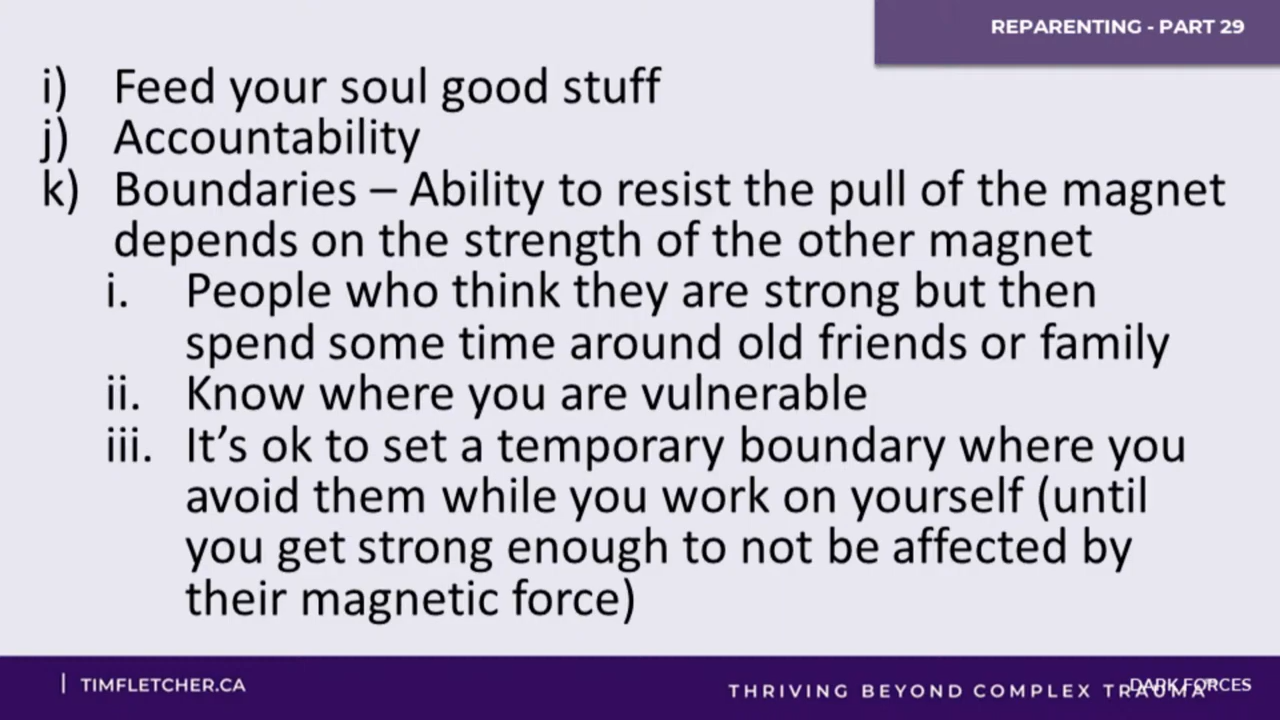 REPARENTING - PART 29
i) Feed your soul good stuff
j) Accountability
k) Boundaries – Ability to resist the pull of the magnet
depends on the strength of the other magnet
i. People who think they are strong but then
spend some time around old friends or family
ii. Know where you are vulnerable
iii. It’s ok to set a temporary boundary where you
avoid them while you work on yourself (until
you get strong enough to not be affected by
their magnetic force)
| TIMFLETCHER.CA
THRIVING BEYOND COMPLEX TRAUMA
DARK FORCES